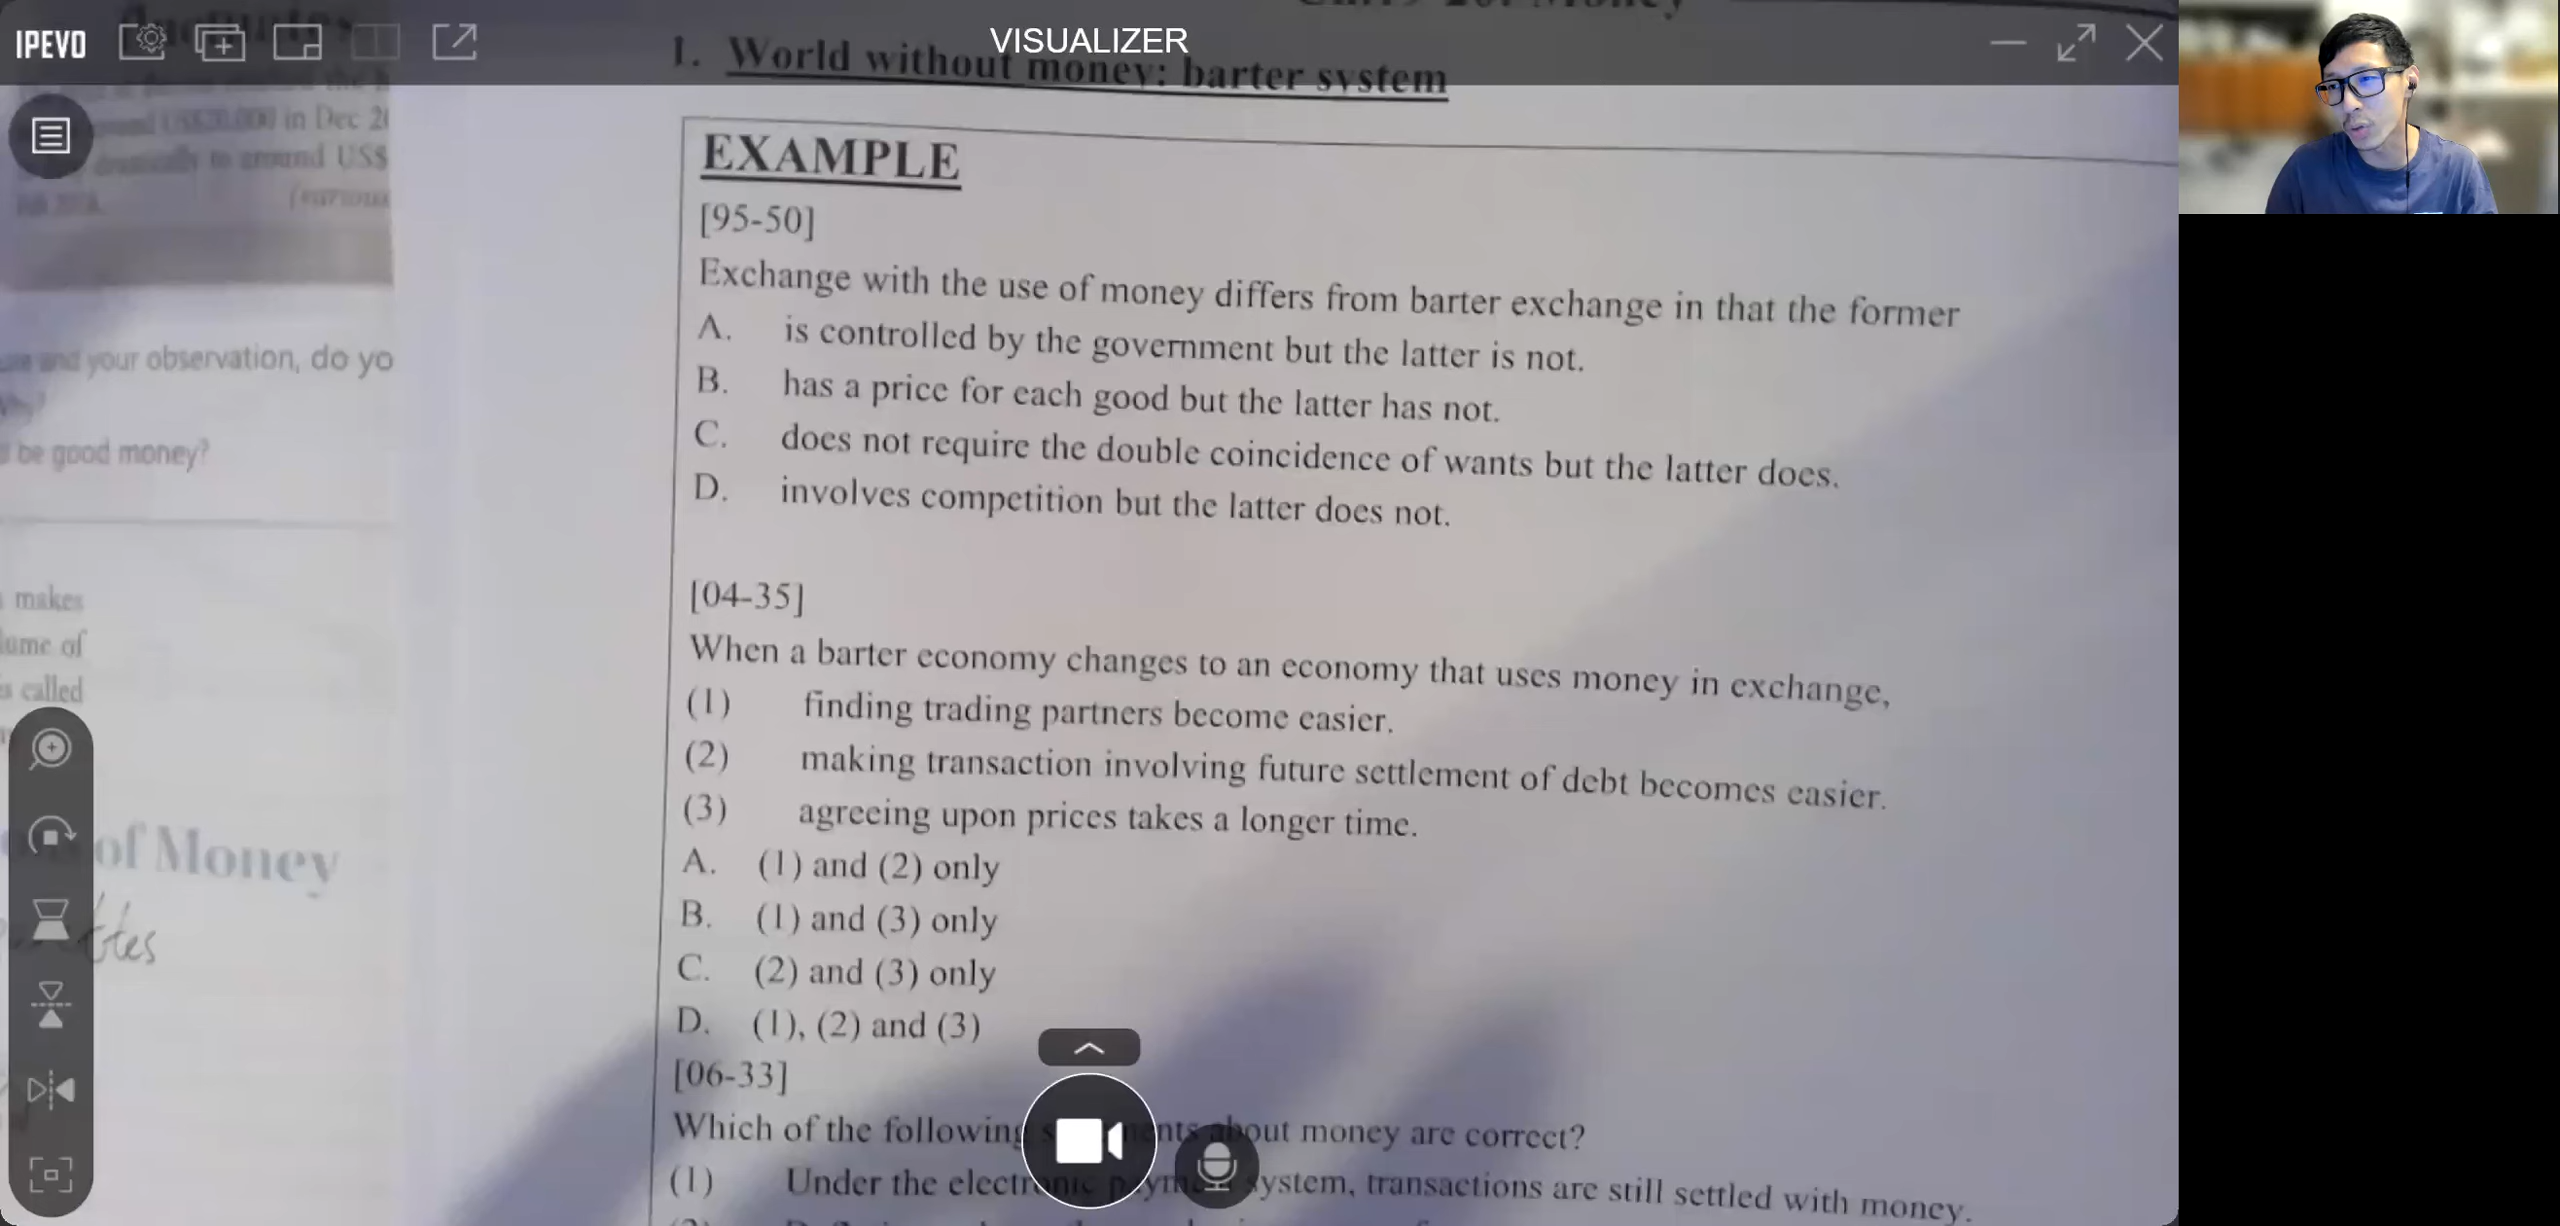 IPEVO
VISUALIZER
1. World without money: barter system
EXAMPLE
[95-50]
Exchange with the use of money differs from barter exchange in that the former
A. is controlled by the government but the latter is not.
B. has a price for each good but the latter has not.
C. does not require the double coincidence of wants but the latter does.
D. involves competition but the latter does not.
[04-35]
When a barter economy changes to an economy that uses money in exchange,
(1) finding trading partners become easier.
(2) making transaction involving future settlement of debt becomes easier.
(3) agreeing upon prices takes a longer time.
A. (1) and (2) only
B. (1) and (3) only
C. (2) and (3) only
D. (1), (2) and (3)
[06-33]
Which of the following about money are correct?
(1) Under the electronic system, transactions are still settled with money.
in Dec
to around US$
and your observation, do yo
be good money?
makes
of
called
of Money